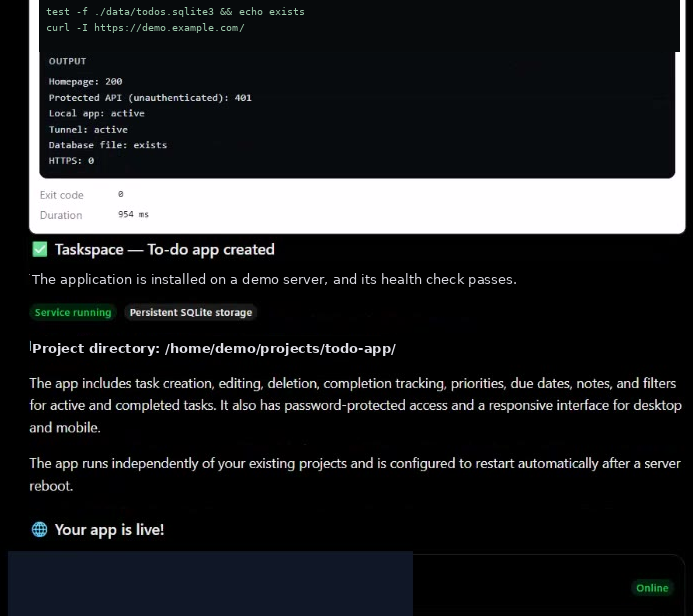 test -f ./data/todos.sqlite3 && echo exists
curl -I https://demo.example.com/
OUTPUT
Homepage: 200
Protected API (unauthenticated): 401
Local app: active
Tunnel: active
Database file: exists
HTTPS: 0
Exit code 0
Duration 954 ms
✅ Taskspace — To-do app created
The application is installed on a demo server, and its health check passes.
Service running Persistent SQLite storage
Project directory: /home/demo/projects/todo-app/
The app includes task creation, editing, deletion, completion tracking, priorities, due dates, notes, and filters
for active and completed tasks. It also has password-protected access and a responsive interface for desktop
and mobile.
The app runs independently of your existing projects and is configured to restart automatically after a server
reboot.
🌐 Your app is live!
Online